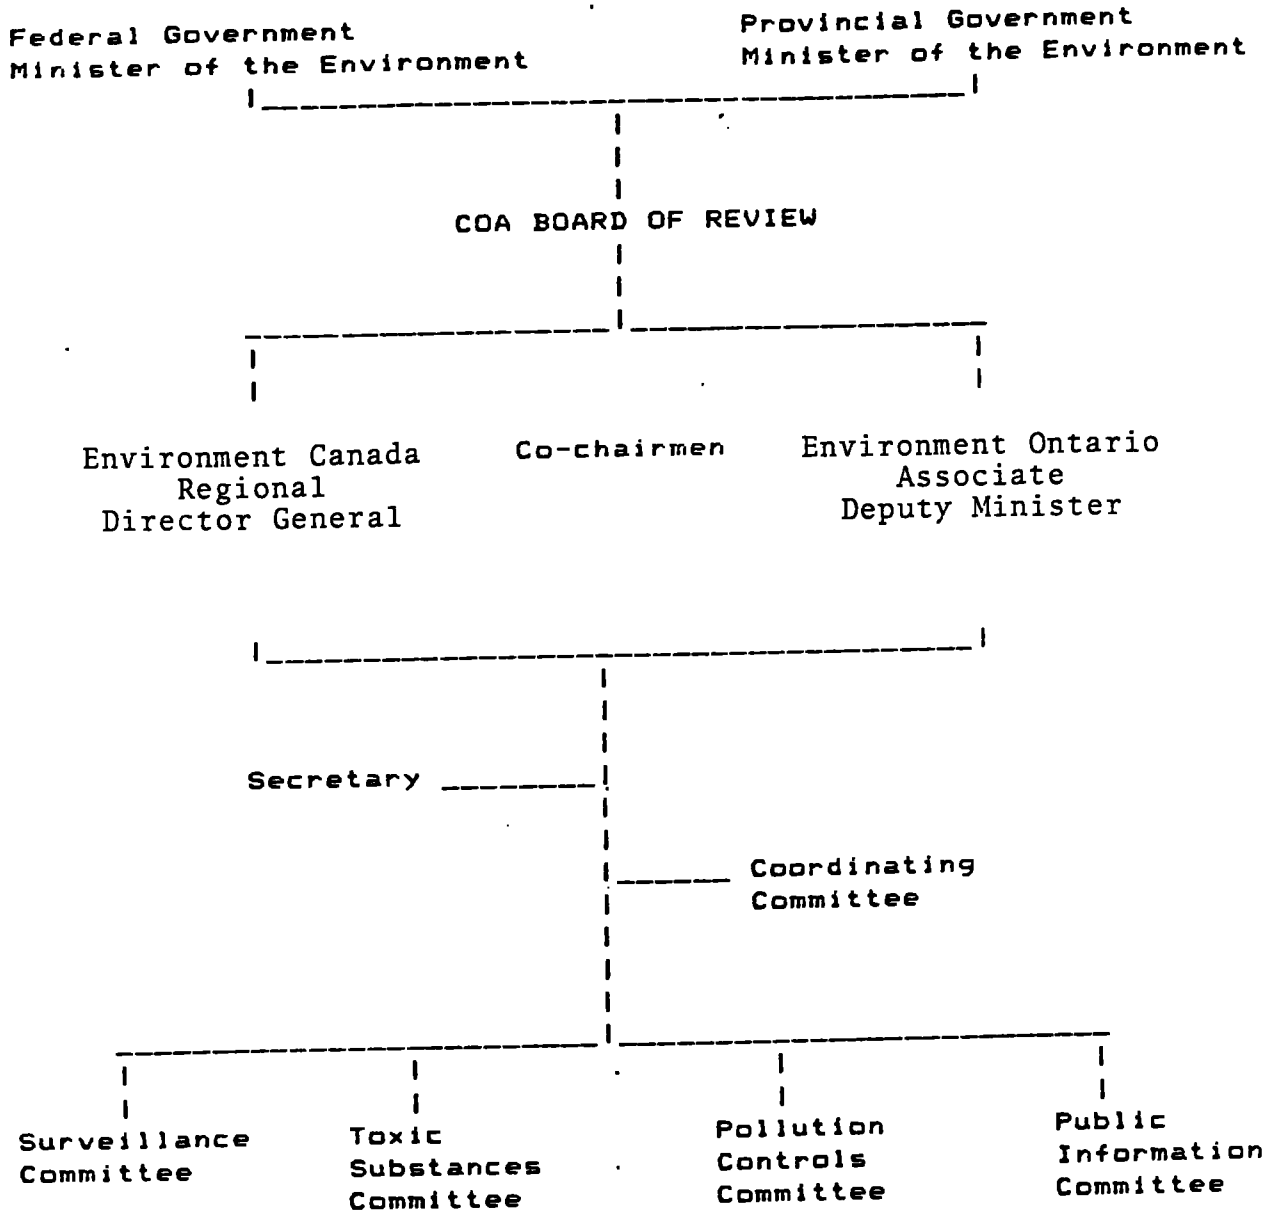 Federal Government
Minister of the Environment
Provincial Government
Minister of the Environment
COA BOARD OF REVIEW
Environment Canada
Regional
Director General
Co-chairmen
Environment Ontario
Associate
Deputy Minister
Secretary
Coordinating
Committee
Surveillance
Committee
Toxic
Substances
Committee
Pollution
Controls
Committee
Public
Information
Committee